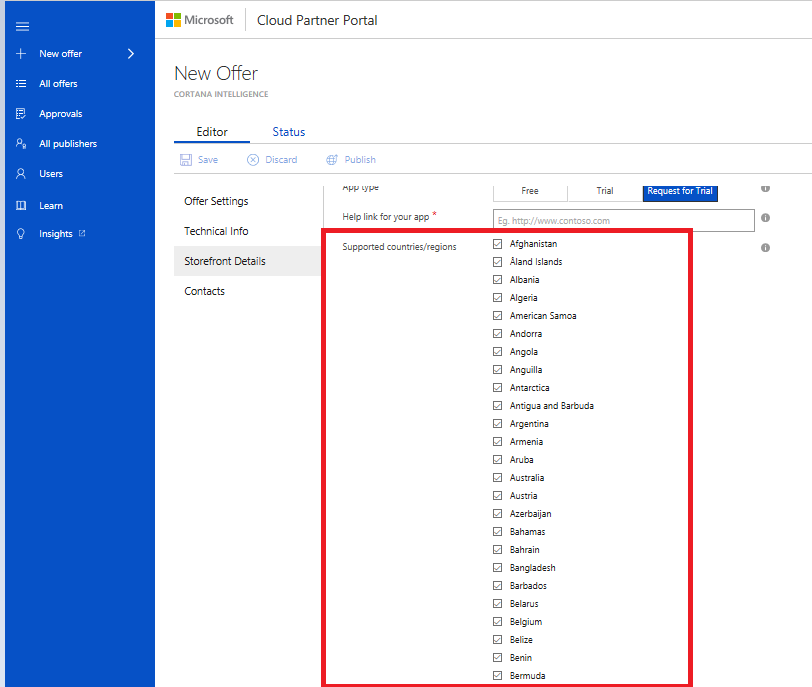 Microsoft Cloud Partner Portal
New offer
All offers
Approvals
All publishers
Users
Learn
Insights
New Offer
CORTANA INTELLIGENCE
Editor Status
Save Discard Publish
Offer Settings
Technical Info
Storefront Details
Contacts
App type Free Trial Request for Trial
Help link for your app * Eg. http://www.contoso.com
Supported countries/regions
Afghanistan
Åland Islands
Albania
Algeria
American Samoa
Andorra
Angola
Anguilla
Antarctica
Antigua and Barbuda
Argentina
Armenia
Aruba
Australia
Austria
Azerbaijan
Bahamas
Bahrain
Bangladesh
Barbados
Belarus
Belgium
Belize
Benin
Bermuda